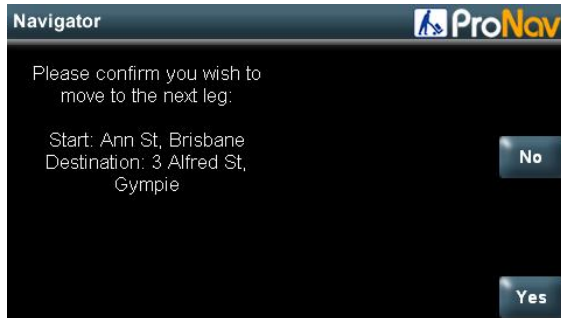 Navigator
ProNav
Please confirm you wish to
move to the next leg:
Start: Ann St, Brisbane
Destination: 3 Alfred St,
Gympie
No
Yes